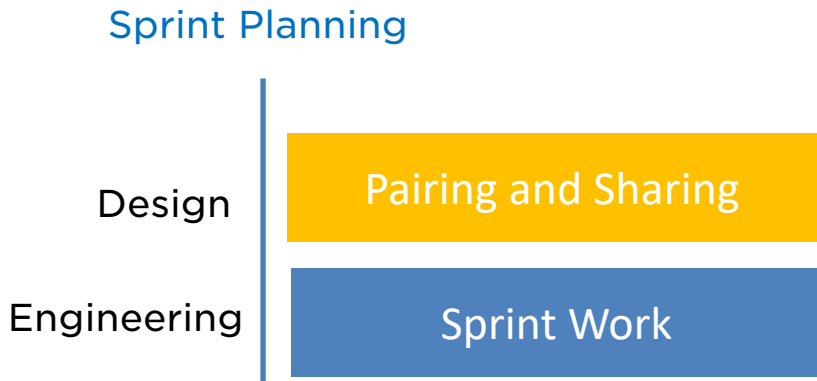 Sprint Planning
Design
Pairing and Sharing
Engineering
Sprint Work